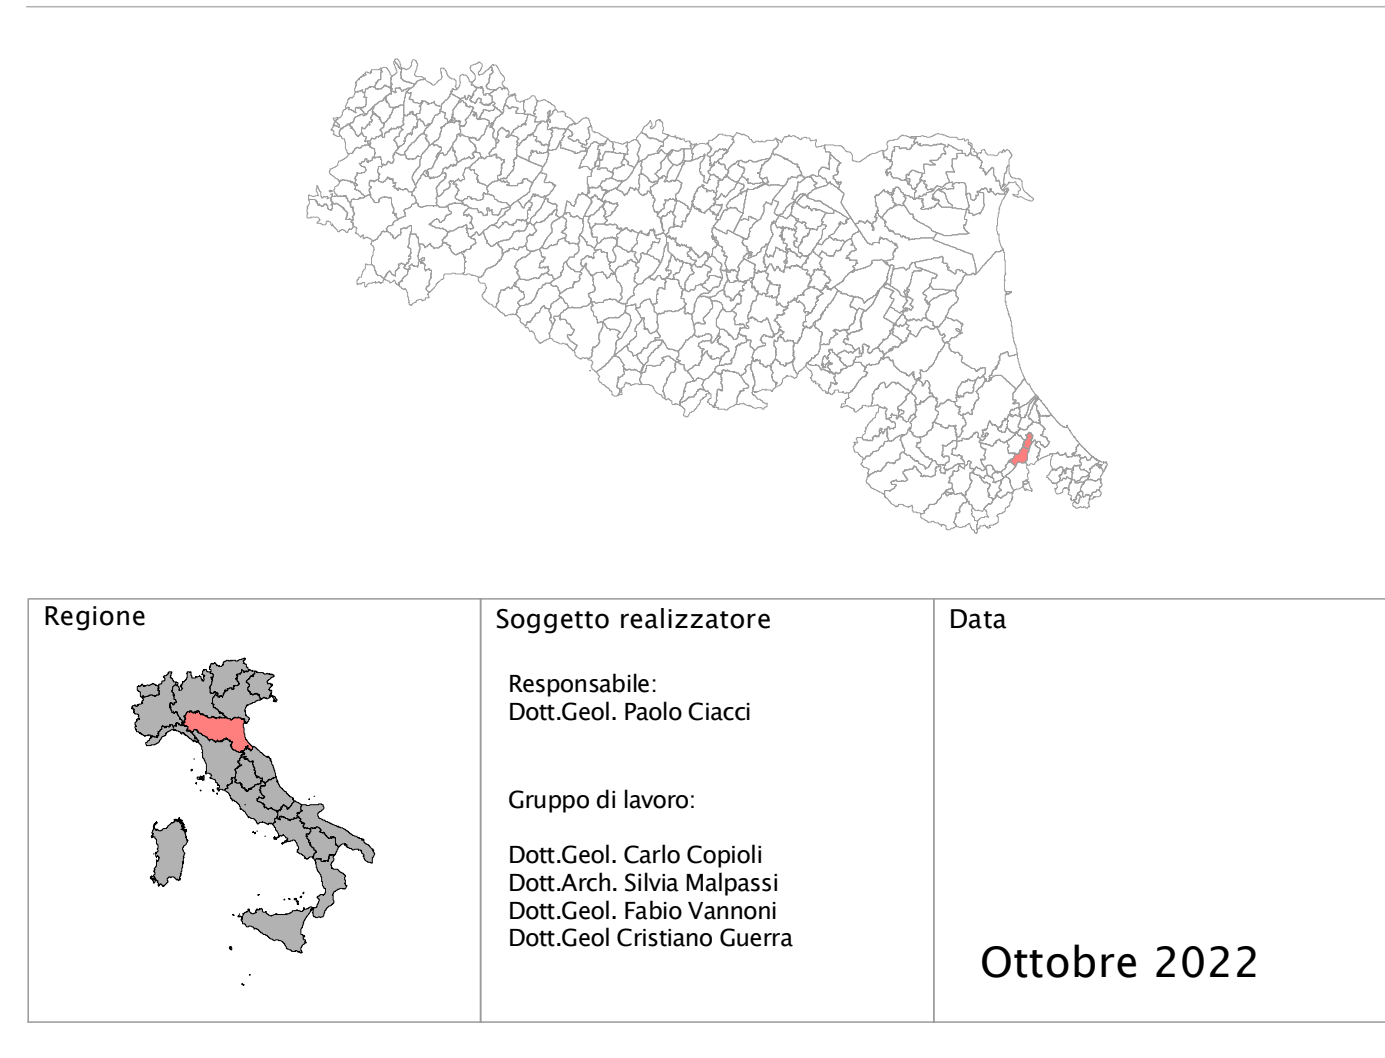 Regione
Soggetto realizzatore
Responsabile:
Dott.Geol. Paolo Ciacci
Gruppo di lavoro:
Dott.Geol. Carlo Copioli
Dott.Arch. Silvia Malpassi
Dott.Geol. Fabio Vannoni
Dott.Geol Cristiano Guerra
Data
Ottobre 2022